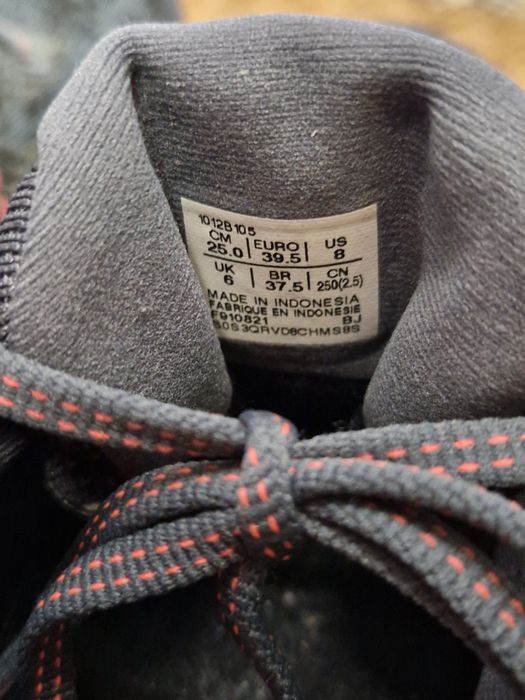 1012B105
CM EURO US
25.0 39.5 8
UK BR CN
6 37.5 250(2.5)
MADE IN INDONESIA
FABRIQUE EN INDONESIE
F910821 BJ
S0S3QRVD8CHMS8S